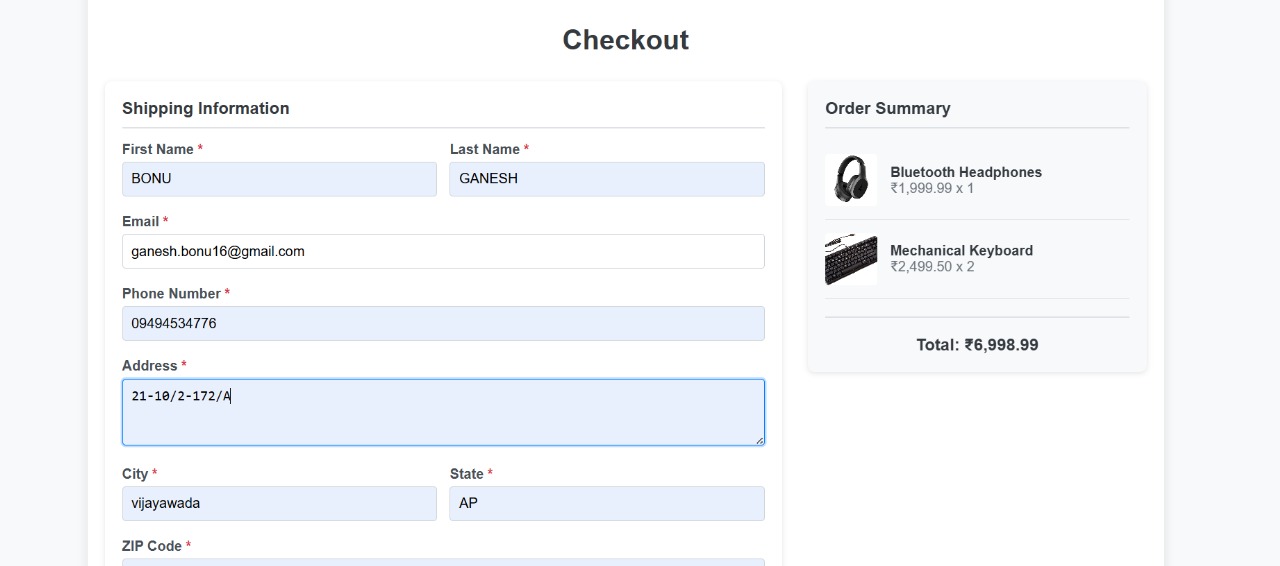 Checkout
Shipping Information
First Name *
Last Name *
BONU
GANESH
Email *
ganesh.bonu16@gmail.com
Phone Number *
09494534776
Address *
21-10/2-172/A
City *
State *
vijayawada
AP
ZIP Code *
Order Summary
Bluetooth Headphones
₹1,999.99 x 1
Mechanical Keyboard
₹2,499.50 x 2
Total: ₹6,998.99